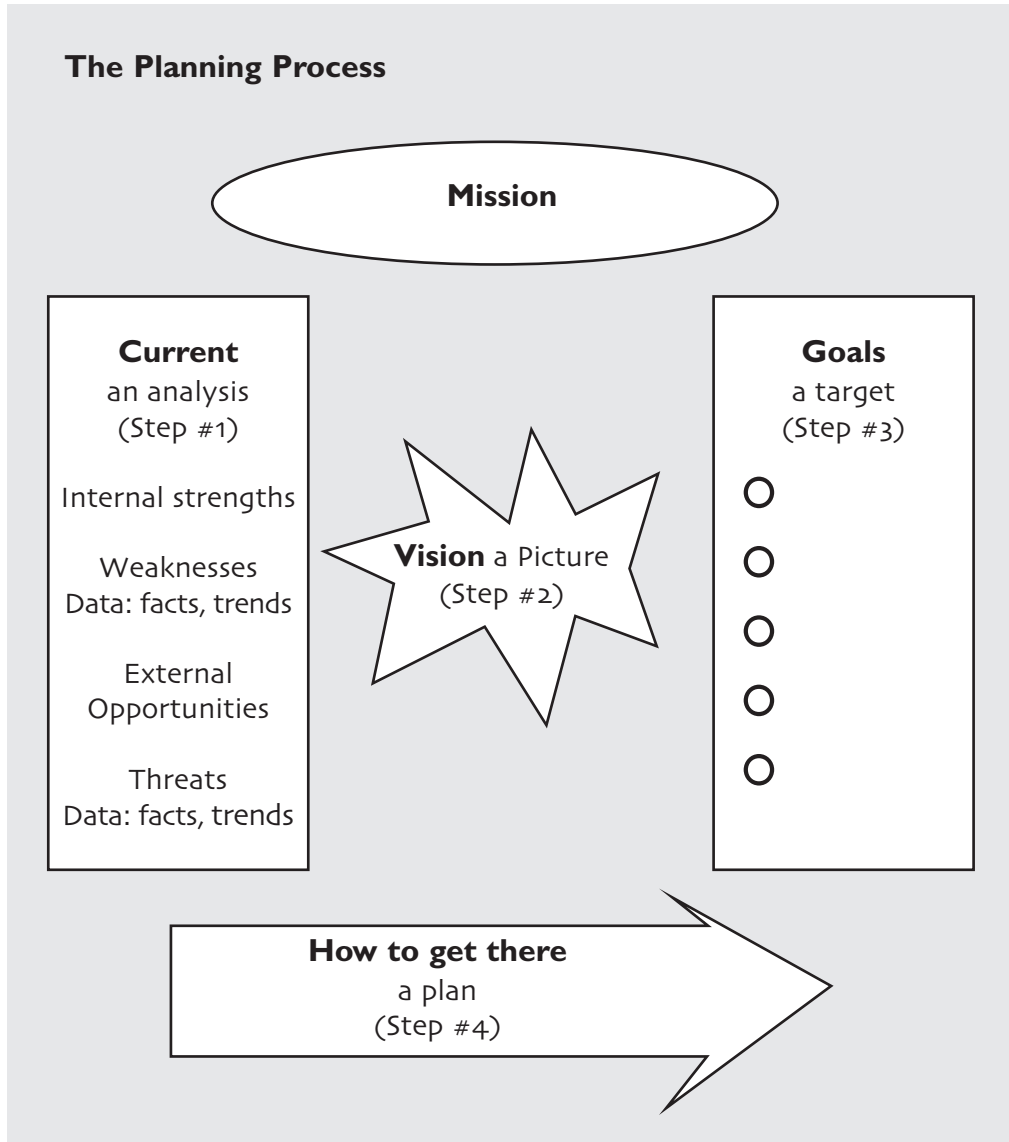 The Planning Process
Mission
Current
an analysis
(Step #1)
Internal strengths
Weaknesses
Data: facts, trends
External
Opportunities
Threats
Data: facts, trends
Vision a Picture
(Step #2)
Goals
a target
(Step #3)
How to get there
a plan
(Step #4)